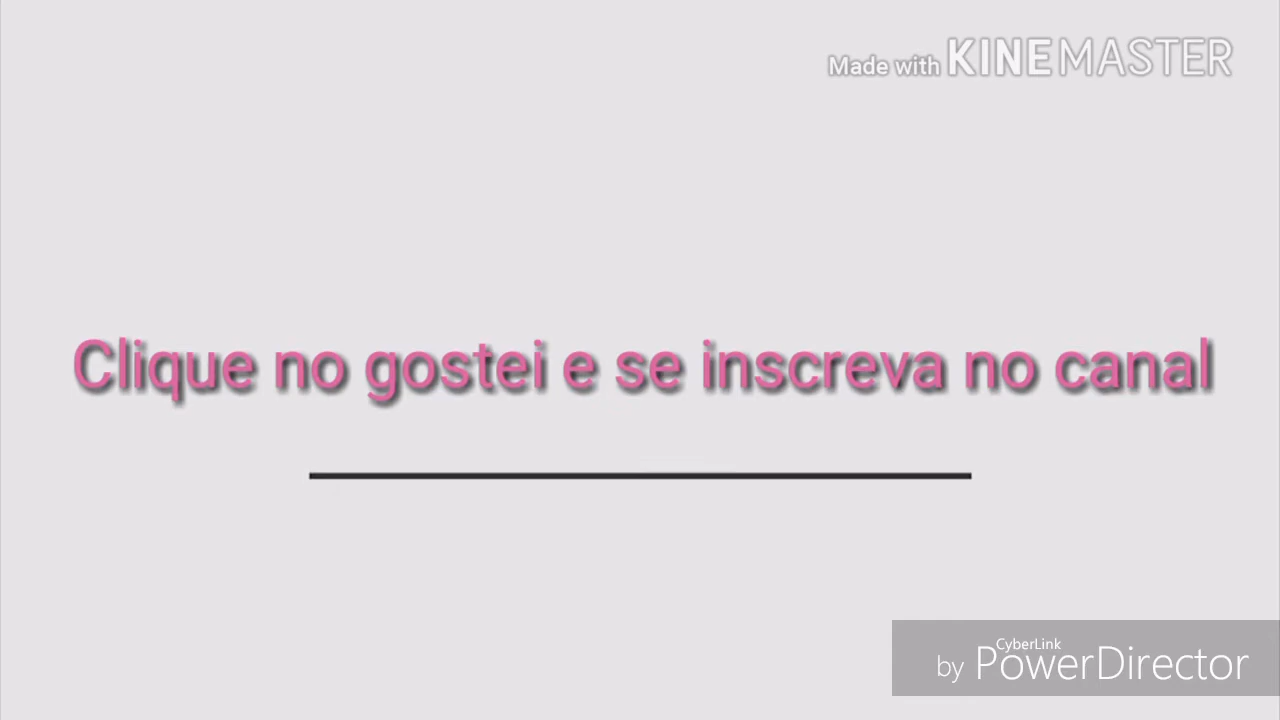 Made with KINEMASTER
Clique no gostei e se inscreva no canal
CyberLink
by PowerDirector